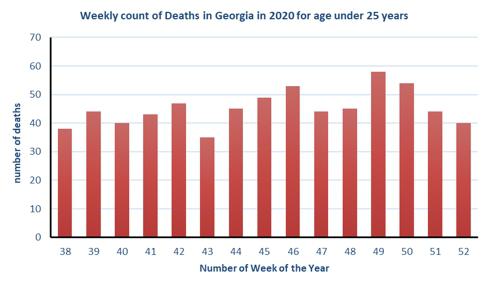 Weekly count of Deaths in Georgia in 2020 for age under 25 years
number of deaths
70
60
50
40
30
20
10
0
38 39 40 41 42 43 44 45 46 47 48 49 50 51 52
Number of Week of the Year